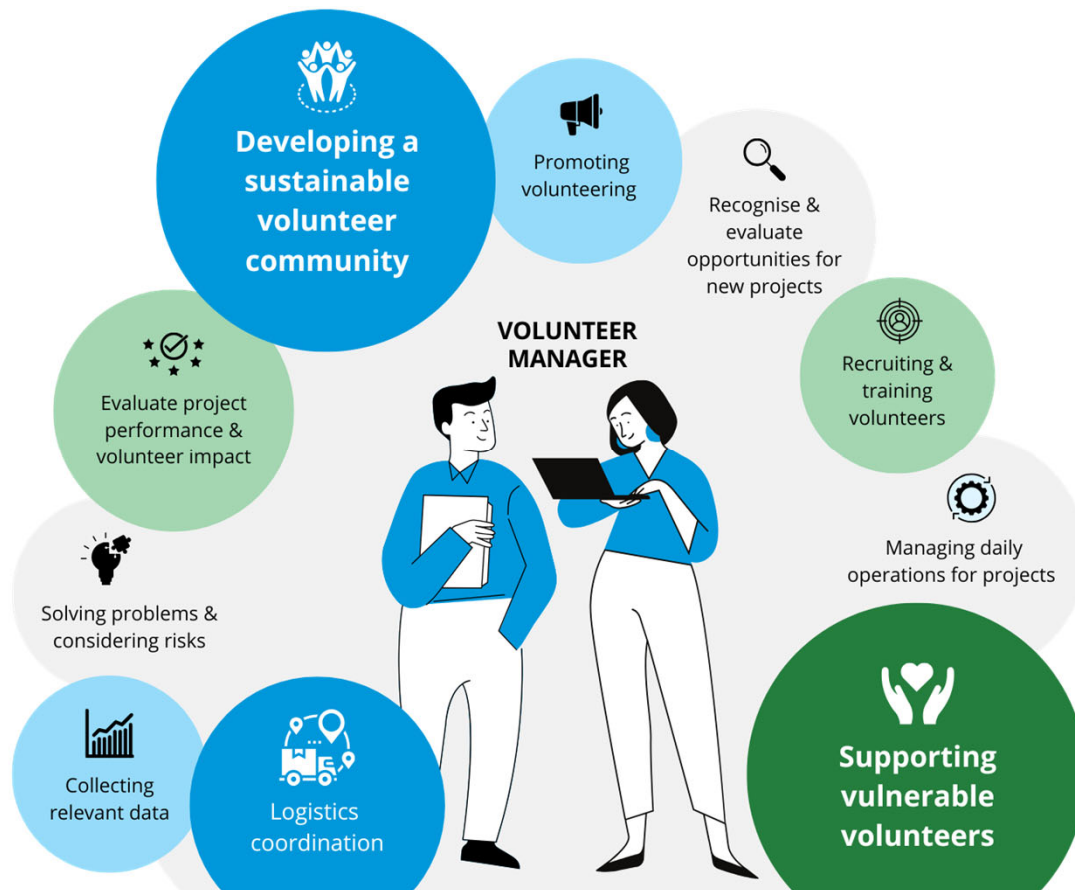 Developing a
sustainable
volunteer
community
Promoting
volunteering
Recognise &
evaluate
opportunities for
new projects
VOLUNTEER
MANAGER
Evaluate project
performance &
volunteer impact
Recruiting &
training
volunteers
Managing daily
operations for projects
Solving problems &
considering risks
Collecting
relevant data
Logistics
coordination
Supporting
vulnerable
volunteers